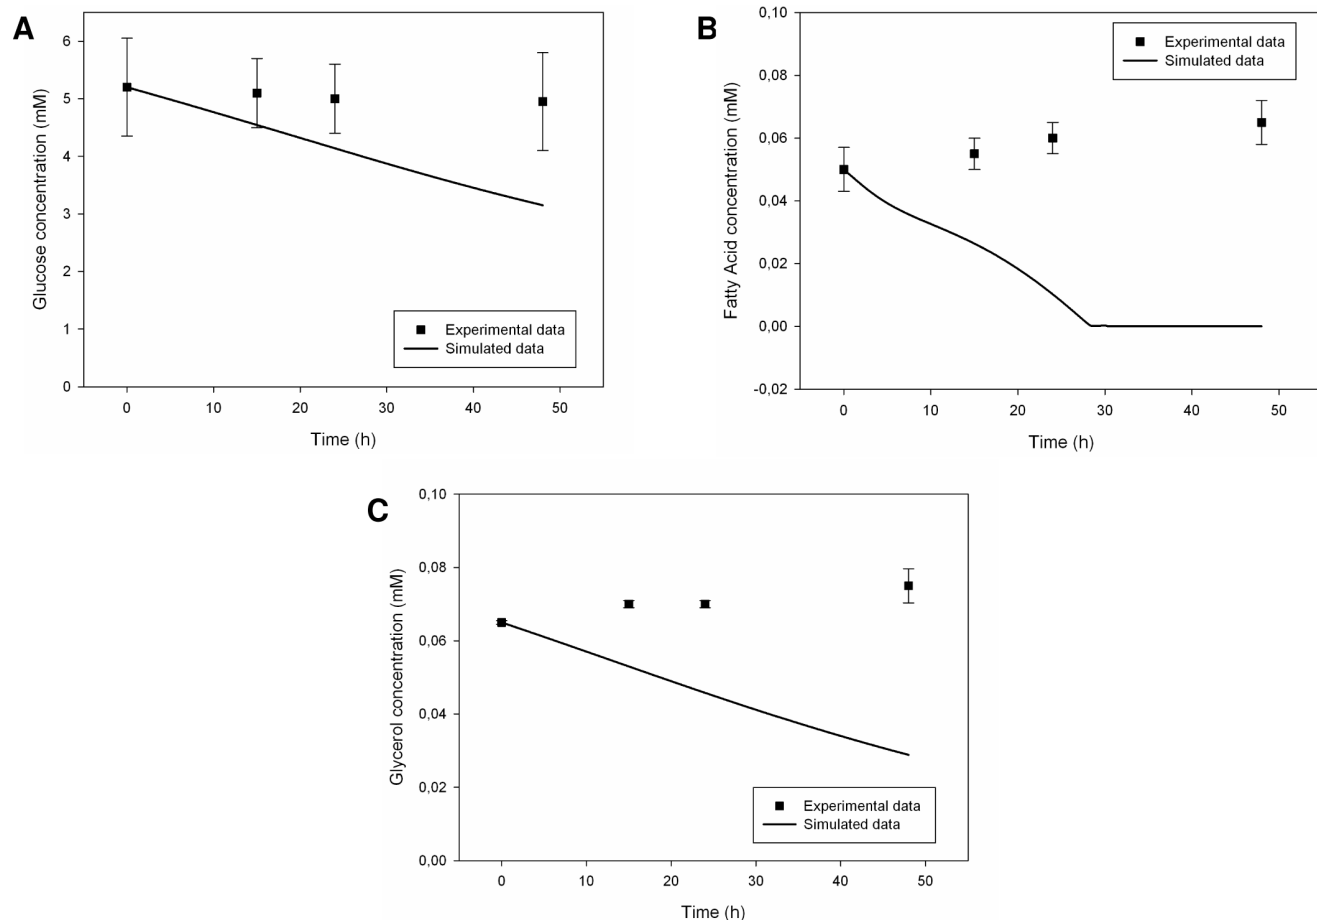 A
Glucose concentration (mM)
6
5
4
3
2
1
0
0 10 20 30 40 50
Time (h)
Experimental data
Simulated data
B
Fatty Acid concentration (mM)
0,10
0,08
0,06
0,04
0,02
0,00
-0,02
0 10 20 30 40 50
Time (h)
Experimental data
Simulated data
C
Glycerol concentration (mM)
0,10
0,08
0,06
0,04
0,02
0,00
0 10 20 30 40 50
Time (h)
Experimental data
Simulated data